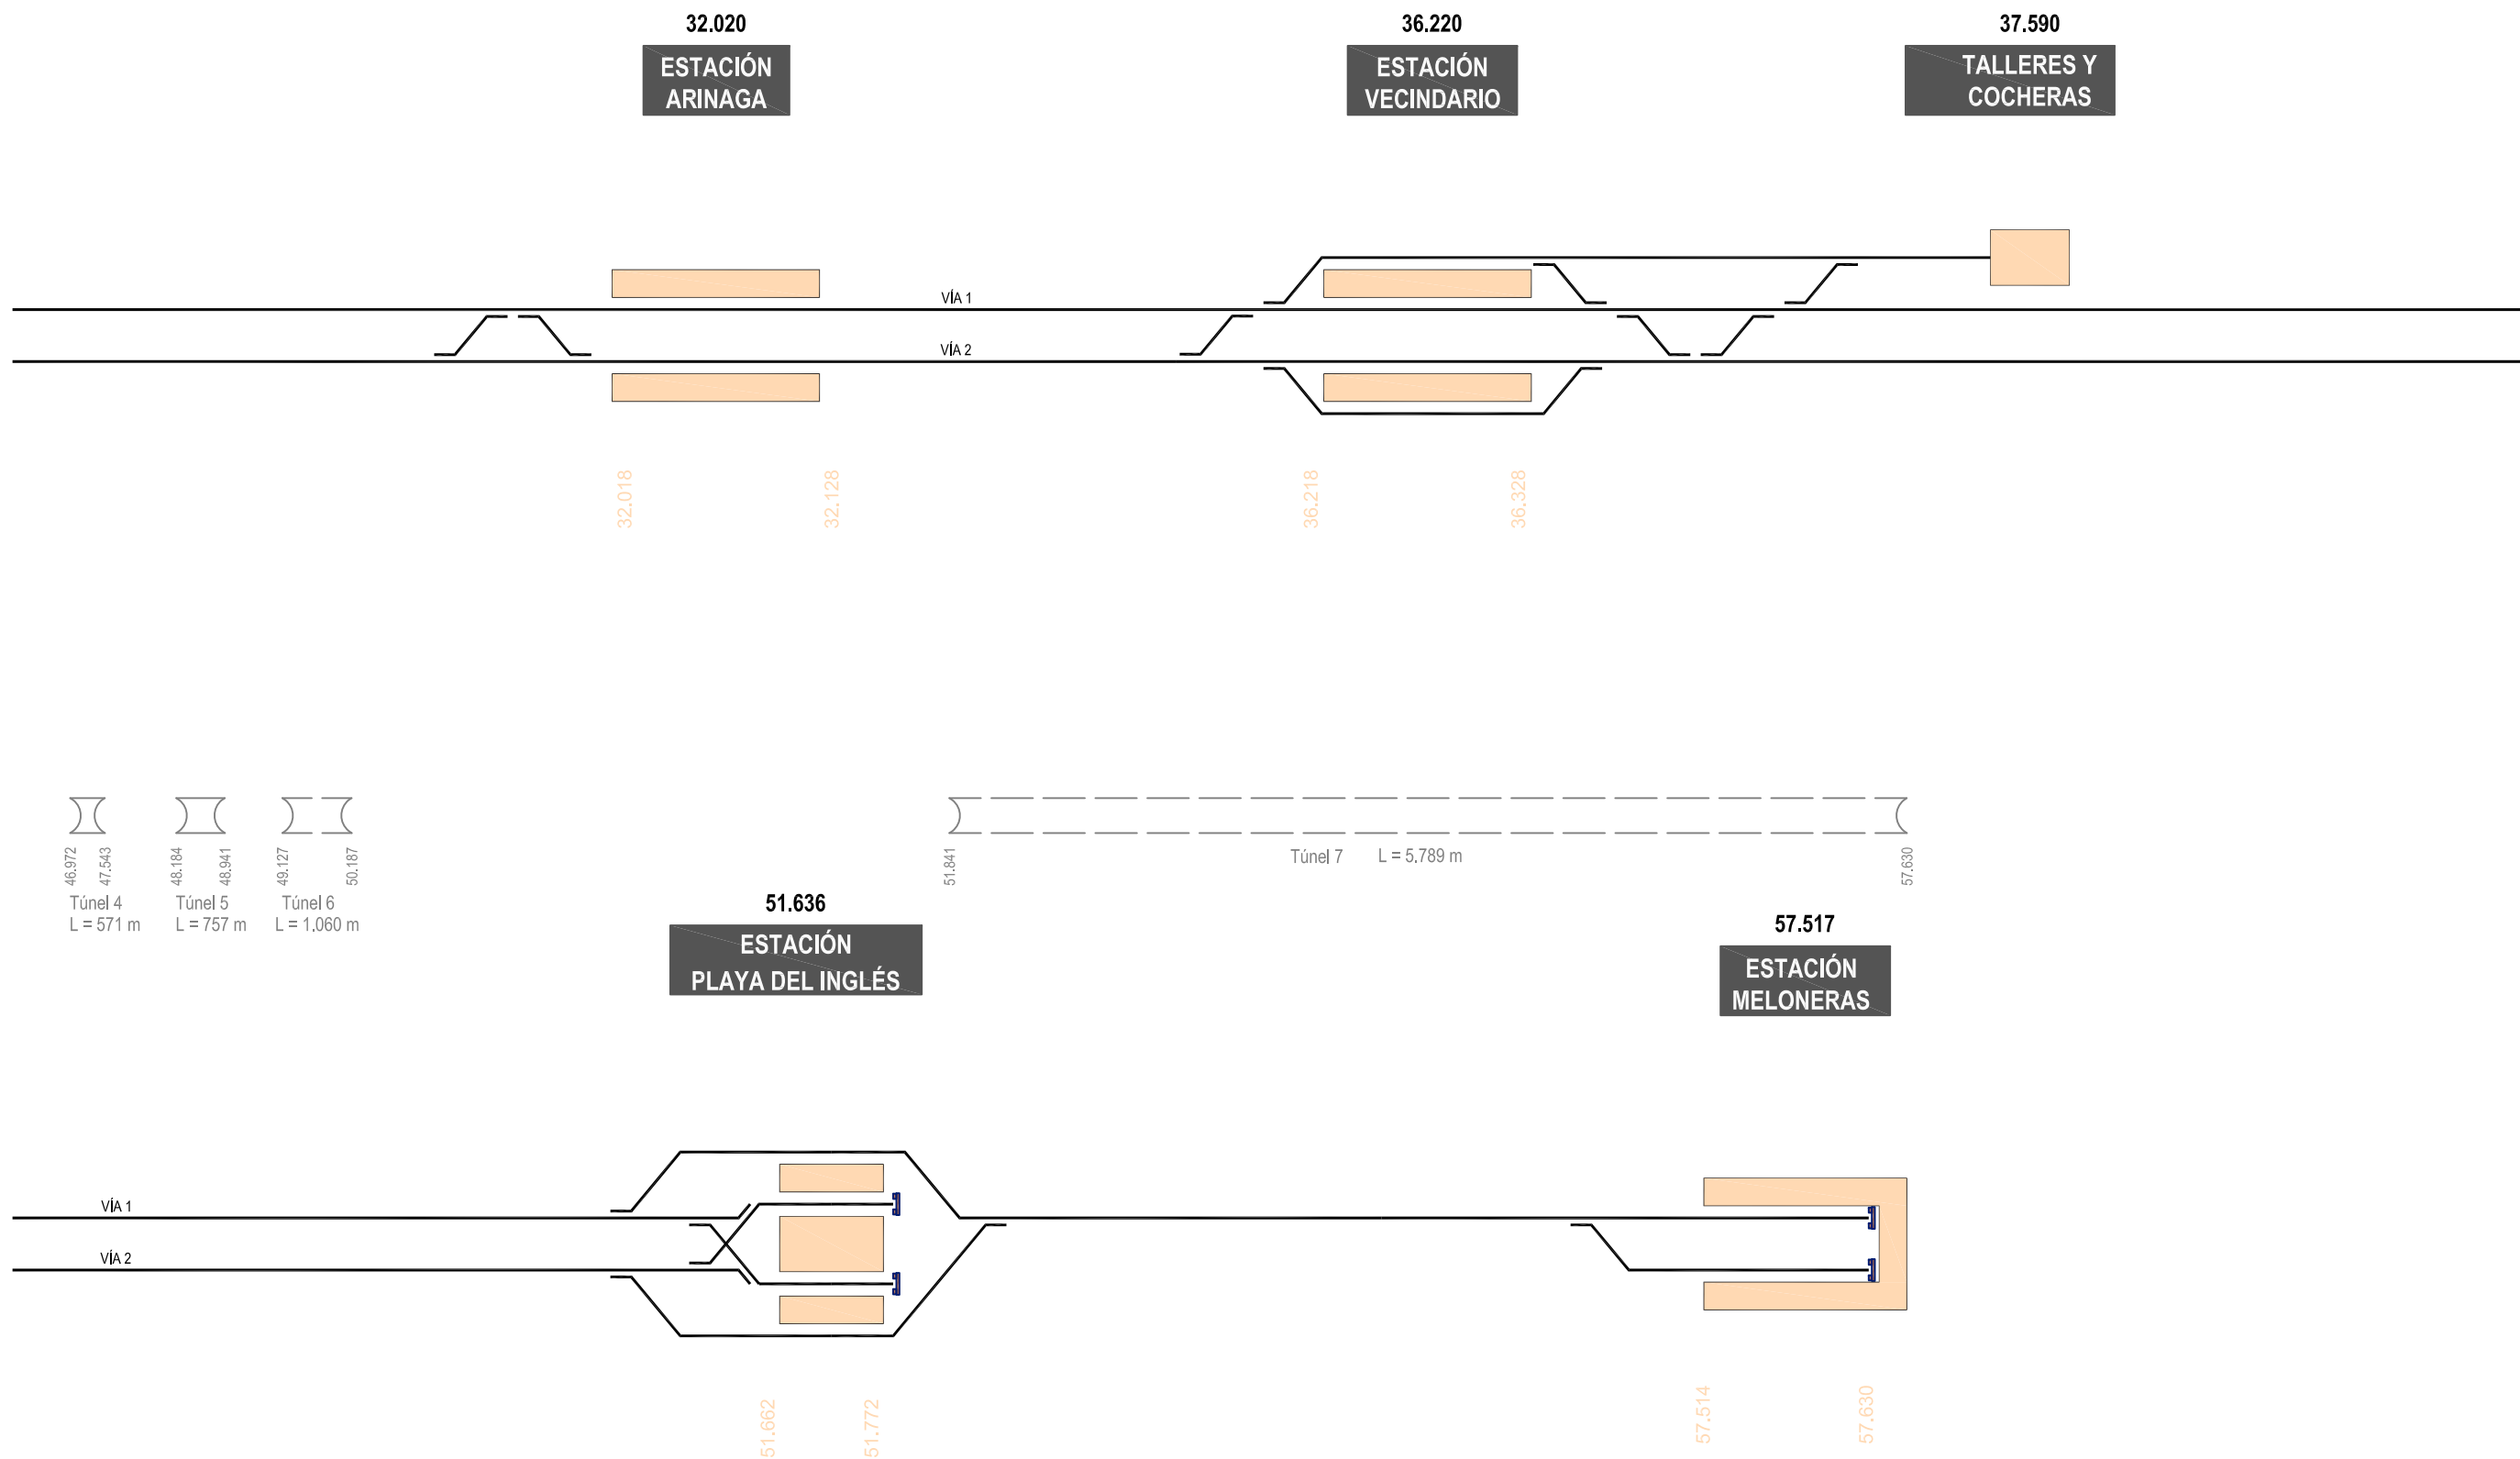 32.020
36.220
37.590
ESTACIÓN
ARINAGA
ESTACIÓN
VECINDARIO
TALLERES Y
COCHERAS
VÍA 1
VÍA 2
32.018
32.128
36.218
36.328
46.972
47.543
48.184
48.941
49.127
50.187
51.841
57.630
Túnel 7 L = 5.789 m
Túnel 4
L = 571 m
Túnel 5
L = 757 m
Túnel 6
L = 1.060 m
51.636
ESTACIÓN
PLAYA DEL INGLÉS
57.517
ESTACIÓN
MELONERAS
VÍA 1
VÍA 2
51.662
51.772
57.514
57.630